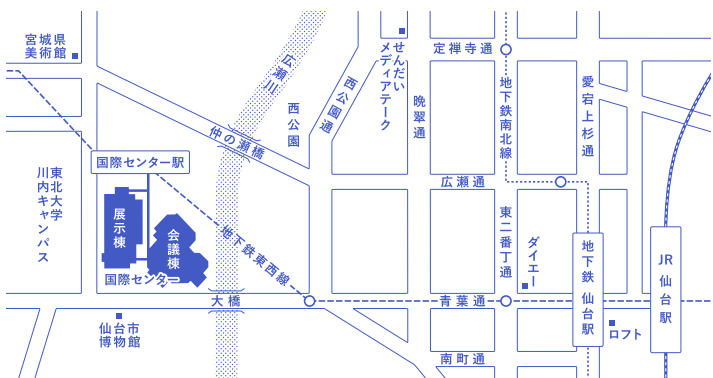 宮城県
美術館
広瀬川
西公園
西公園通
せんだい
メディアテーク
定禅寺通
晩翠通
地下鉄南北線
愛宕上杉通
仲の瀬橋
国際センター駅
東北大学
川内キャンパス
展示棟
会議棟
国際センター
地下鉄東西線
広瀬通
東二番丁通
ダイエー
地下鉄 仙台駅
JR 仙台駅
大橋
青葉通
仙台市
博物館
ロフト
南町通